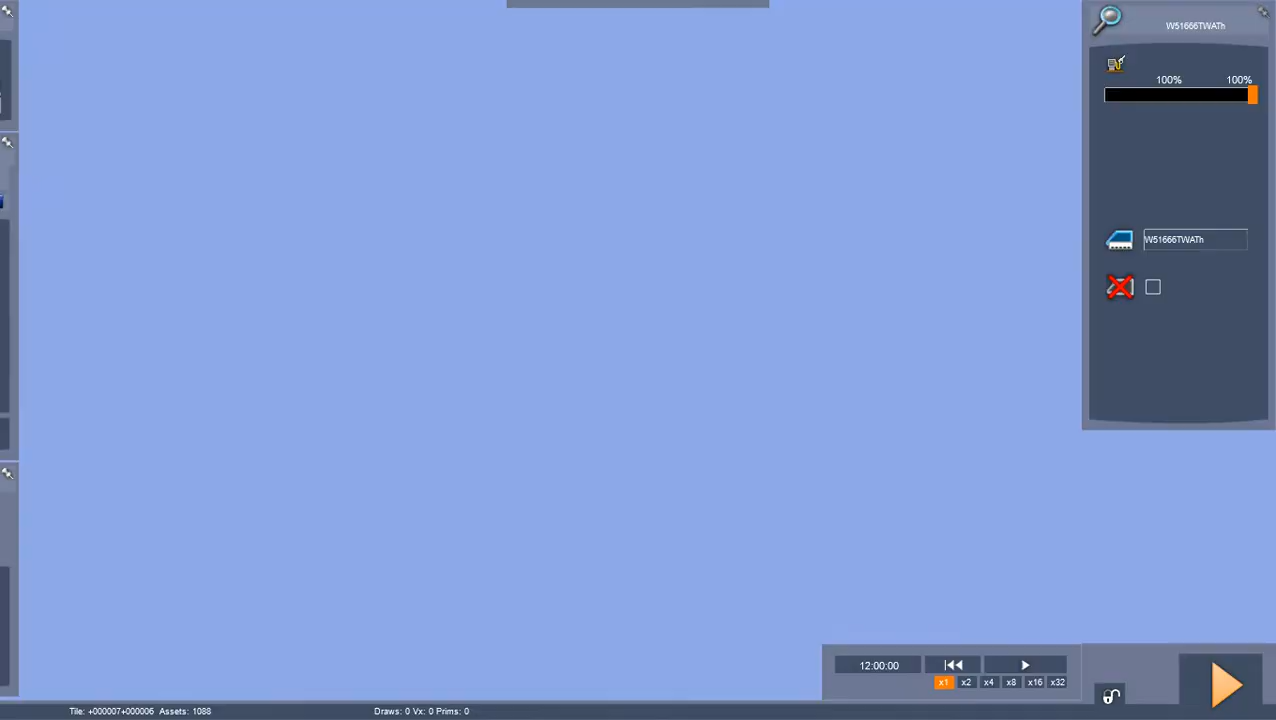 W51666TWATh
100% 100%
W51666TWATh
12:00:00
x1 x2 x4 x8 x16 x32
Tile: +000007+000006 Assets: 1088 Draws: 0 Vx: 0 Prims: 0